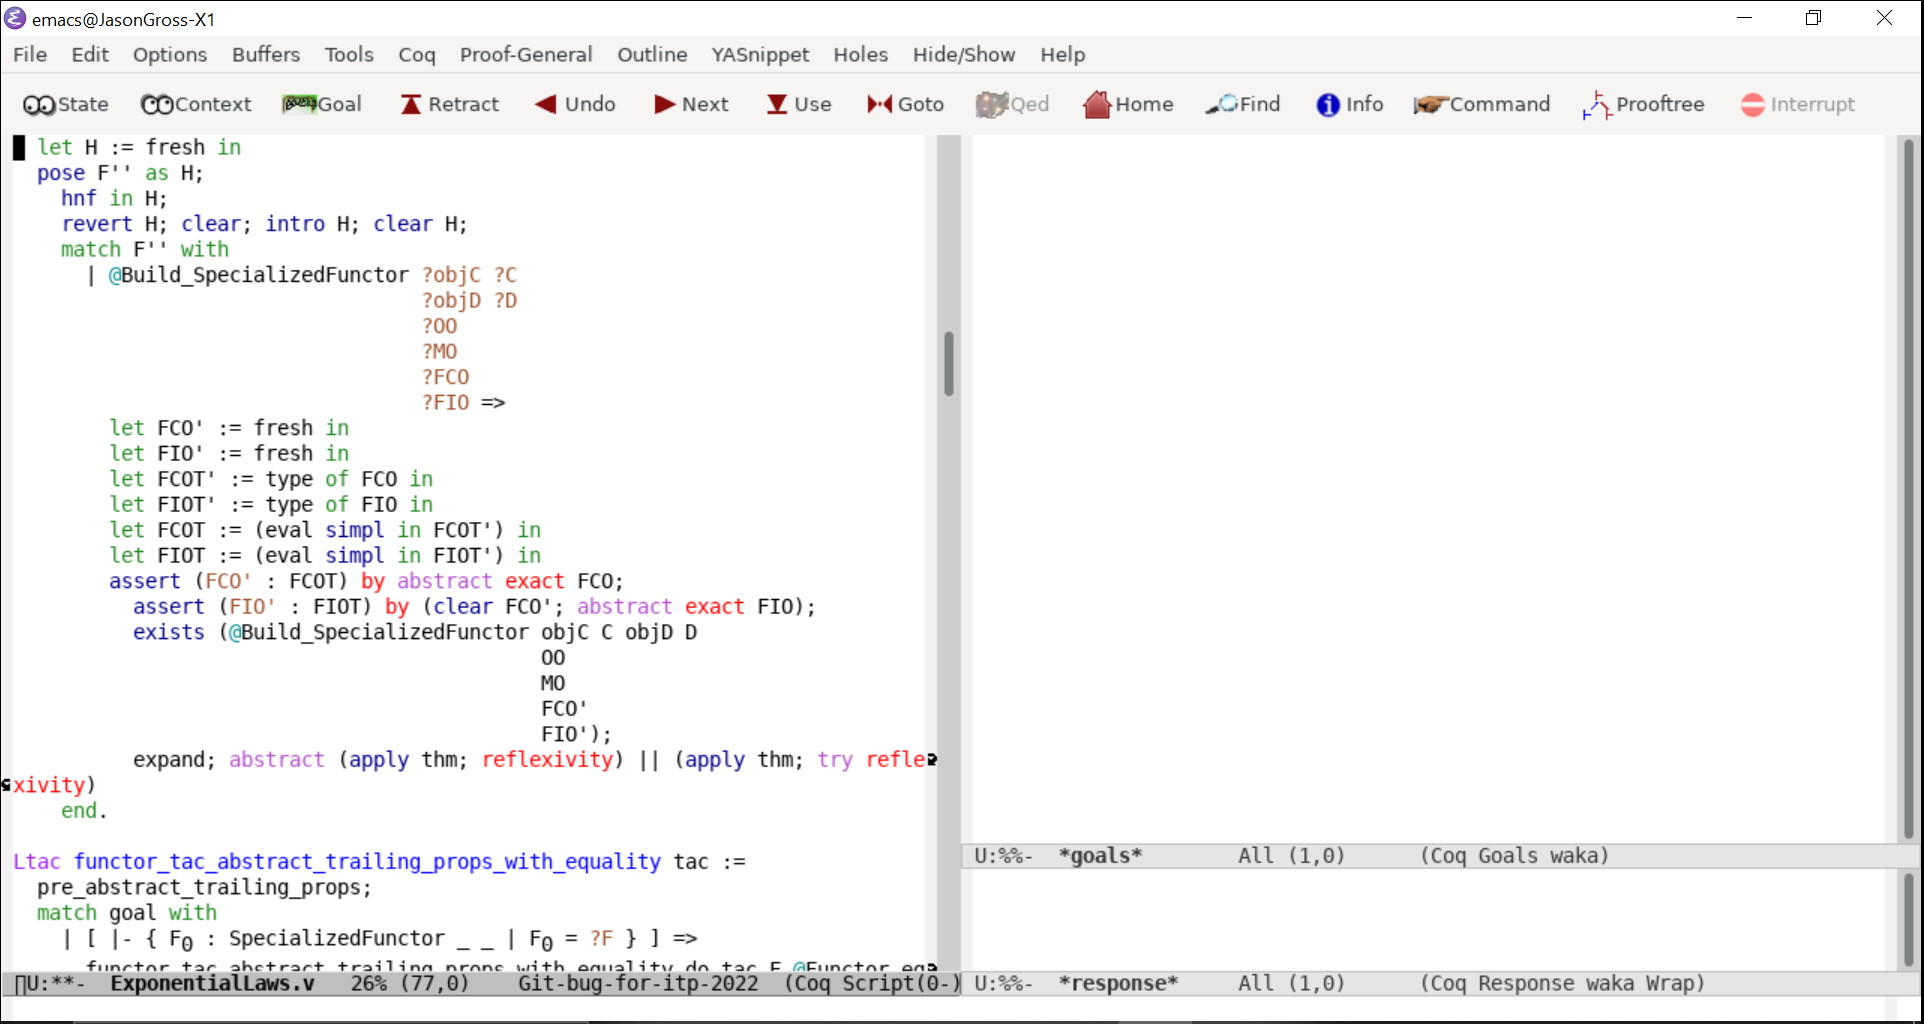 emacs@JasonGross-X1
File Edit Options Buffers Tools Coq Proof-General Outline YASnippet Holes Hide/Show Help
State Context Goal Retract Undo Next Use Goto Qed Home Find Info Command Prooftree Interrupt
let H := fresh in
pose F'' as H;
hnf in H;
revert H; clear; intro H; clear H;
match F'' with
| @Build_SpecializedFunctor ?objC ?C
?objD ?D
?OO
?MO
?FCO
?FIO =>
let FCO' := fresh in
let FIO' := fresh in
let FCOT' := type of FCO in
let FIOT' := type of FIO in
let FCOT := (eval simpl in FCOT') in
let FIOT := (eval simpl in FIOT') in
assert (FCO' : FCOT) by abstract exact FCO;
assert (FIO' : FIOT) by (clear FCO'; abstract exact FIO);
exists (@Build_SpecializedFunctor objC C objD D
OO
MO
FCO'
FIO');
expand; abstract (apply thm; reflexivity) || (apply thm; try refle
xivity)
end.
Ltac functor_tac_abstract_trailing_props_with_equality tac :=
pre_abstract_trailing_props;
match goal with
| [ |- { F0 : SpecializedFunctor _ _ | F0 = ?F } ] =>
functor_tac_abstract_trailing_props_with_equality_do tac F @Functor_eq
U:**- ExponentialLaws.v 26% (77,0) Git-bug-for-itp-2022 (Coq Script(0-)
U:%%- *goals* All (1,0) (Coq Goals waka)
U:%%- *response* All (1,0) (Coq Response waka Wrap)